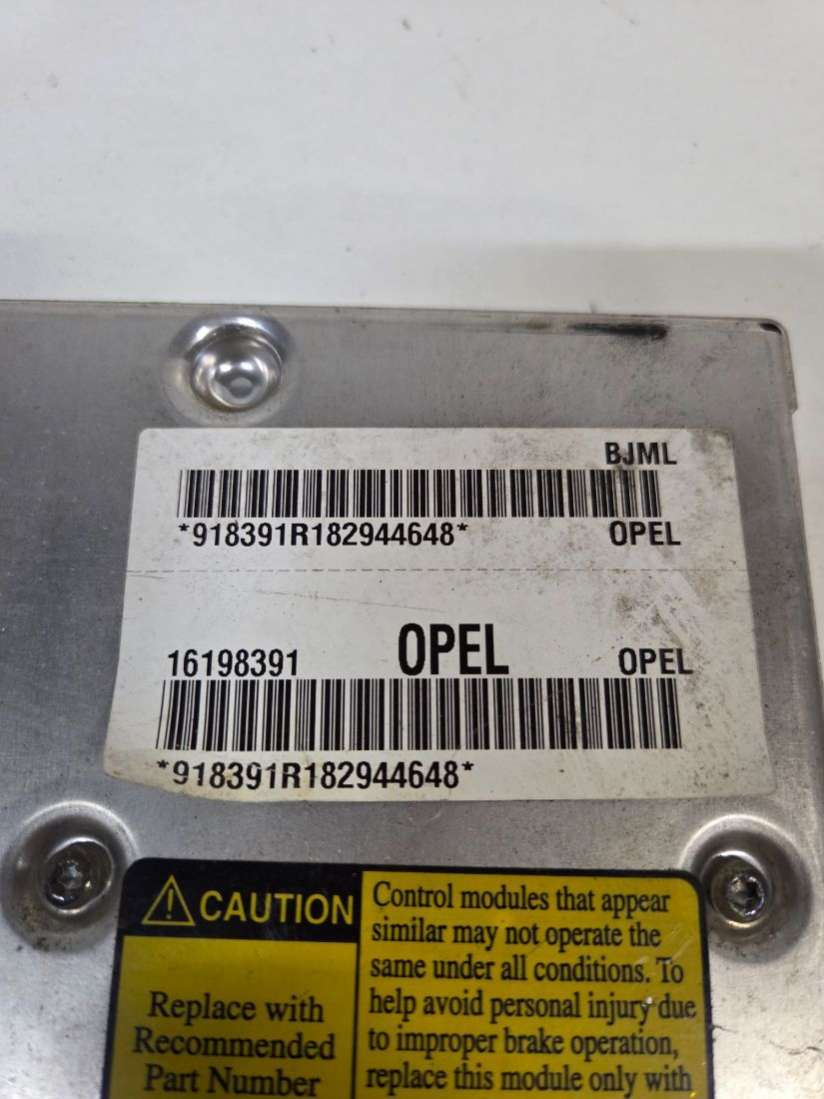 BJML
*918391R182944648* OPEL
16198391 OPEL OPEL
*918391R182944648*
CAUTION
Replace with
Recommended
Part Number
Control modules that appear
similar may not operate the
same under all conditions. To
help avoid personal injury due
to improper brake operation,
replace this module only with